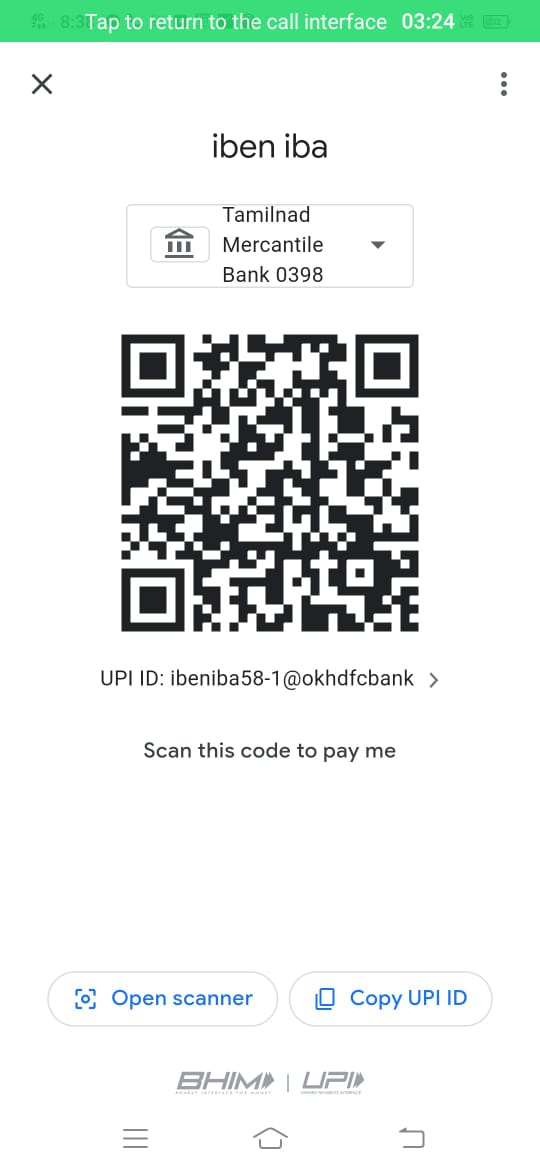 Tap to return to the call interface 03:24
iben iba
Tamilnad
Mercantile
Bank 0398
UPI ID: ibeniba58-1@okhdfcbank
Scan this code to pay me
Open scanner
Copy UPI ID
BHIM | UPI